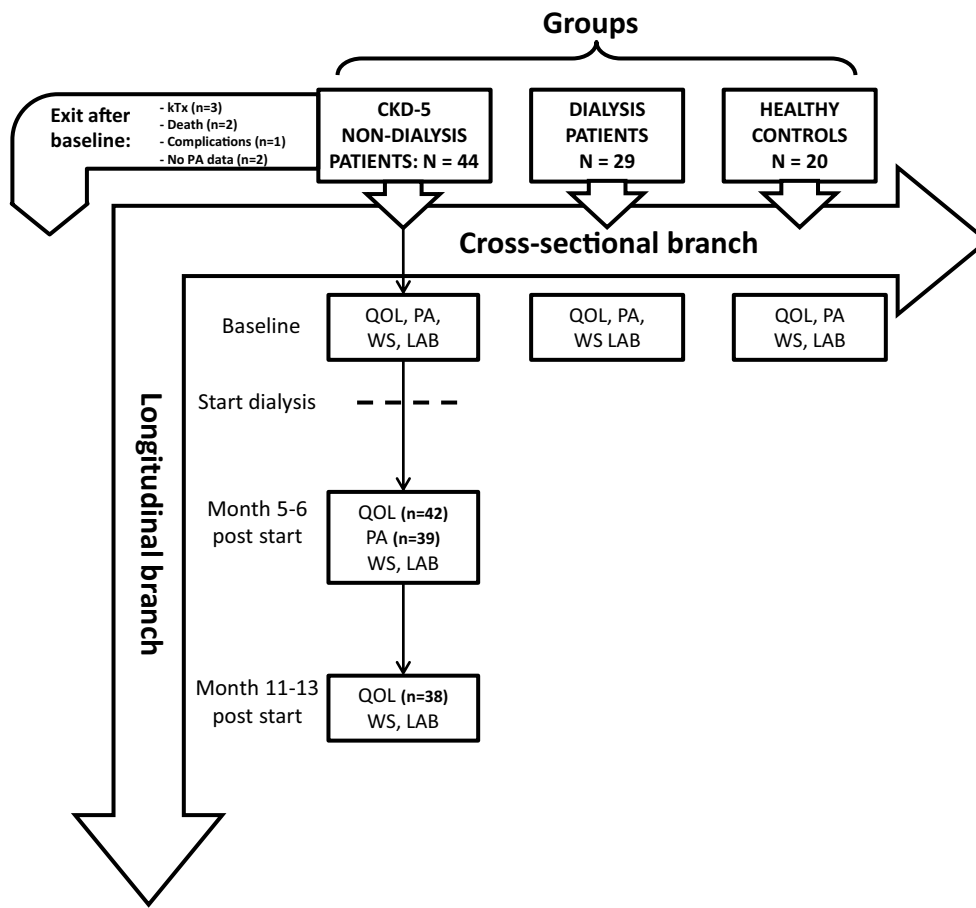 Groups
Exit after
baseline:
- kTx (n=3)
- Death (n=2)
- Complications (n=1)
- No PA data (n=2)
CKD-5
NON-DIALYSIS
PATIENTS: N = 44
DIALYSIS
PATIENTS
N = 29
HEALTHY
CONTROLS
N = 20
Cross-sectional branch
Longitudinal branch
Baseline
QOL, PA,
WS, LAB
QOL, PA,
WS LAB
QOL, PA
WS, LAB
Start dialysis
Month 5-6
post start
QOL (n=42)
PA (n=39)
WS, LAB
Month 11-13
post start
QOL (n=38)
WS, LAB